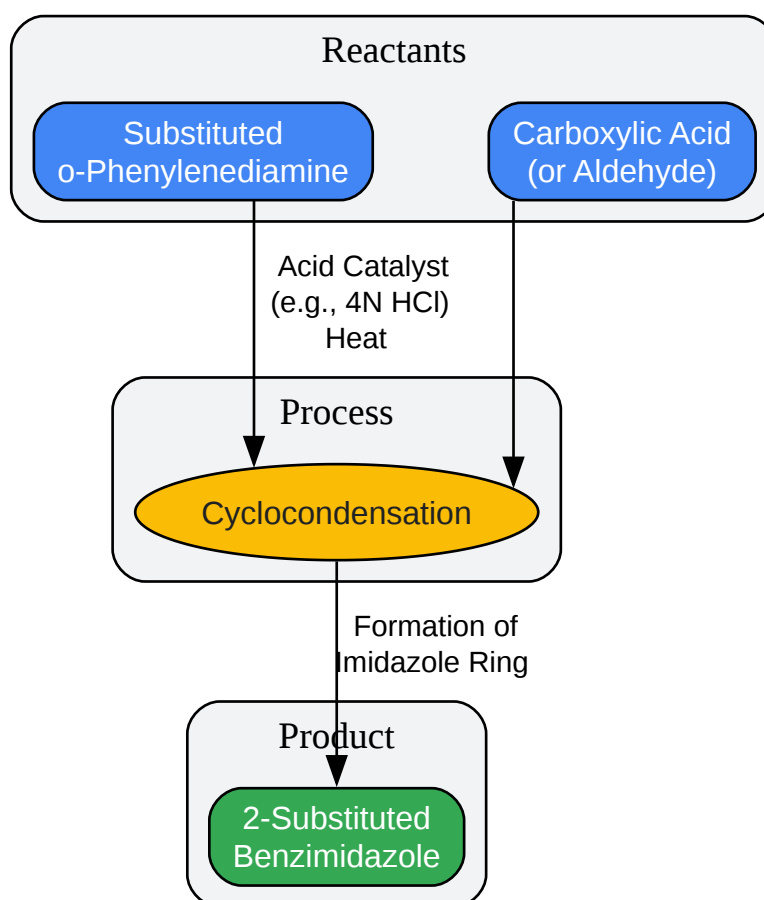 Reactants
Substituted
o-Phenylenediamine
Carboxylic Acid
(or Aldehyde)
Acid Catalyst
(e.g., 4N HCl)
Heat
Process
Cyclocondensation
Formation of
Imidazole Ring
Product
2-Substituted
Benzimidazole